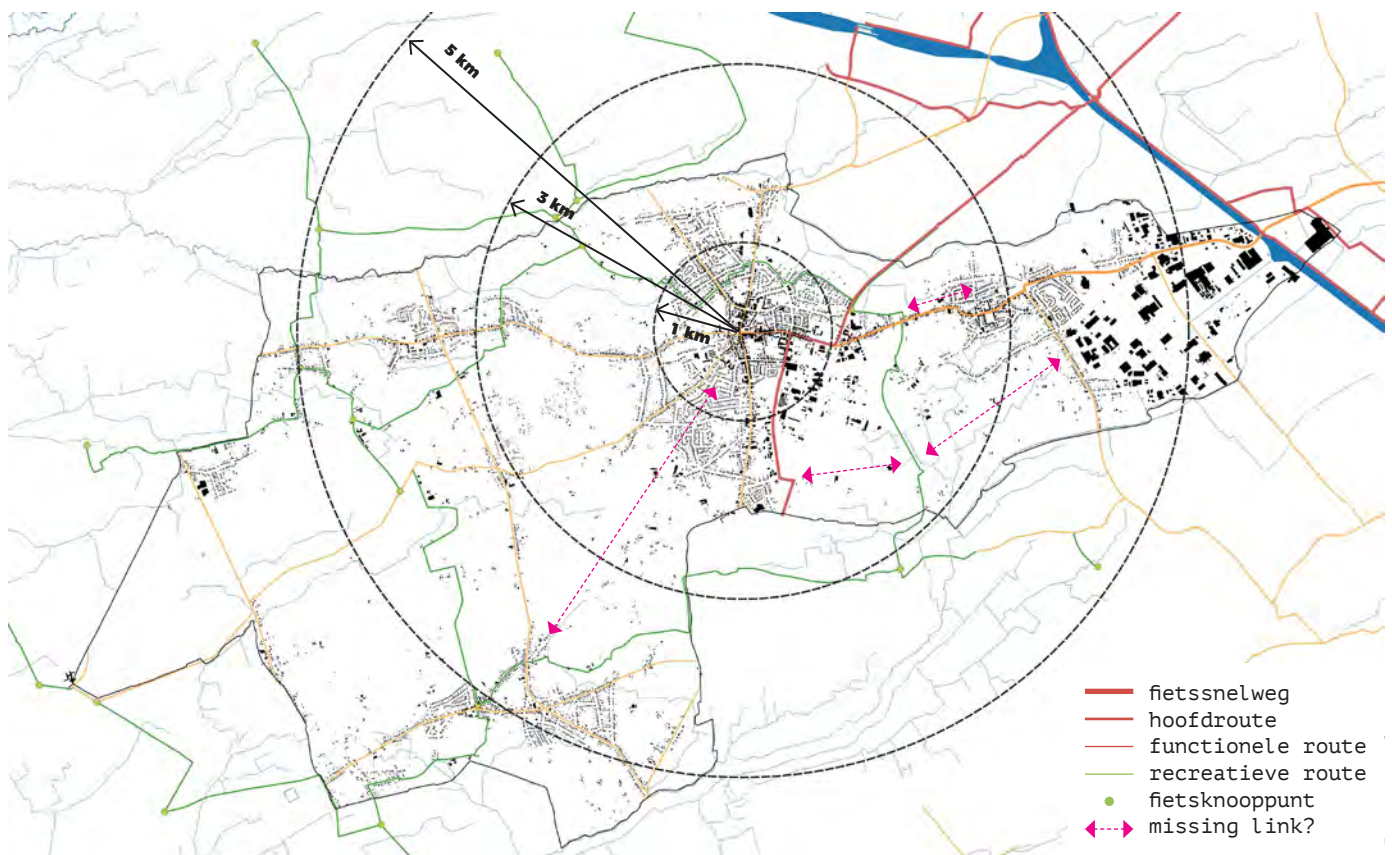 5 km
3 km
1 km
fietssnelweg
hoofdroute
functionele route
recreatieve route
fietsknooppunt
missing link?